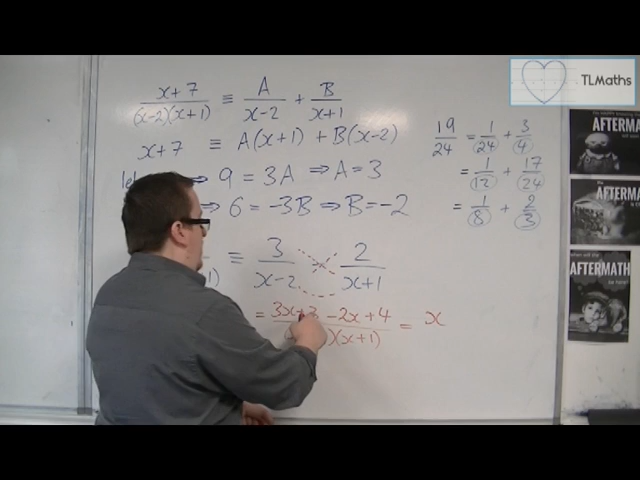 TLMaths
x+7/(x-2)(x+1) ≡ A/x-2 + B/x+1
x+7 ≡ A(x+1) + B(x-2)
⇒ 9 = 3A ⇒ A=3
⇒ 6 = -3B ⇒ B=-2
≡ 3/x-2 - 2/x+1
= 3x+3 -2x+4/(x+1) = x
19/24 = 1/24 + 3/4
= 1/12 + 17/24
= 1/8 + 2/3
AFTERMATH
AFTERMATH
AFTERMATH